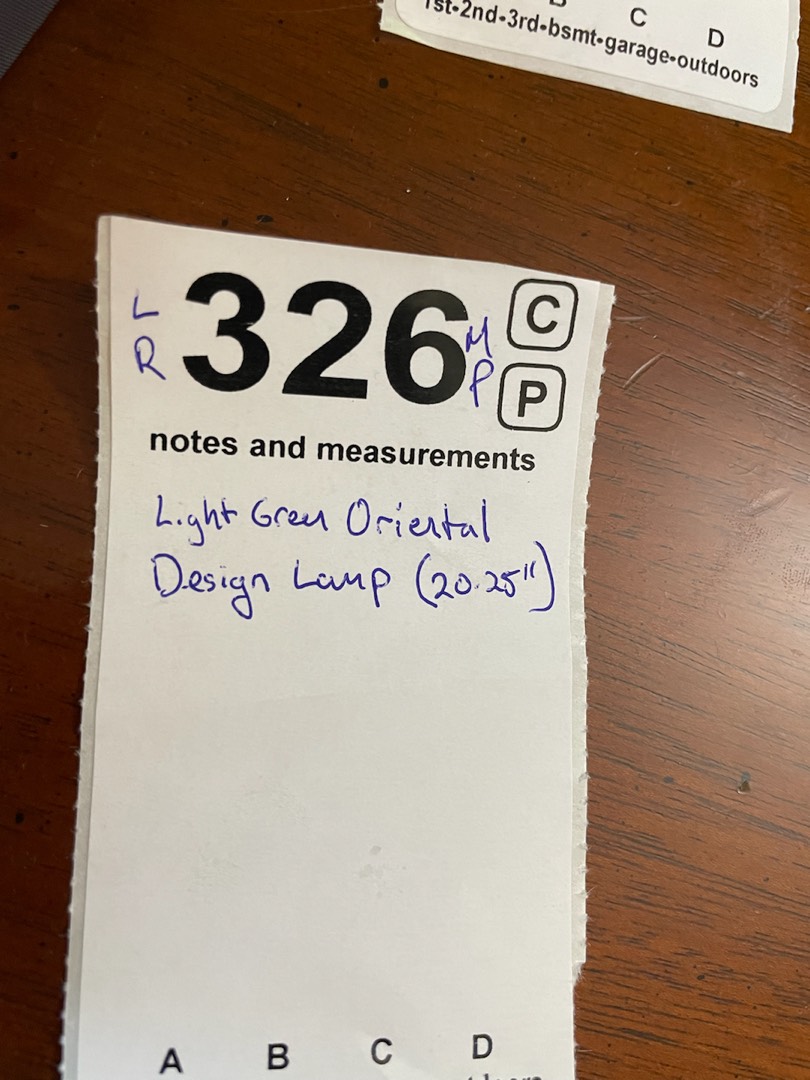 C D
1st-2nd-3rd-bsmt-garage-outdoors
L
R
326
M
P
C
P
notes and measurements
Light Green Oriental
Design Lamp (20.25")
A B C D